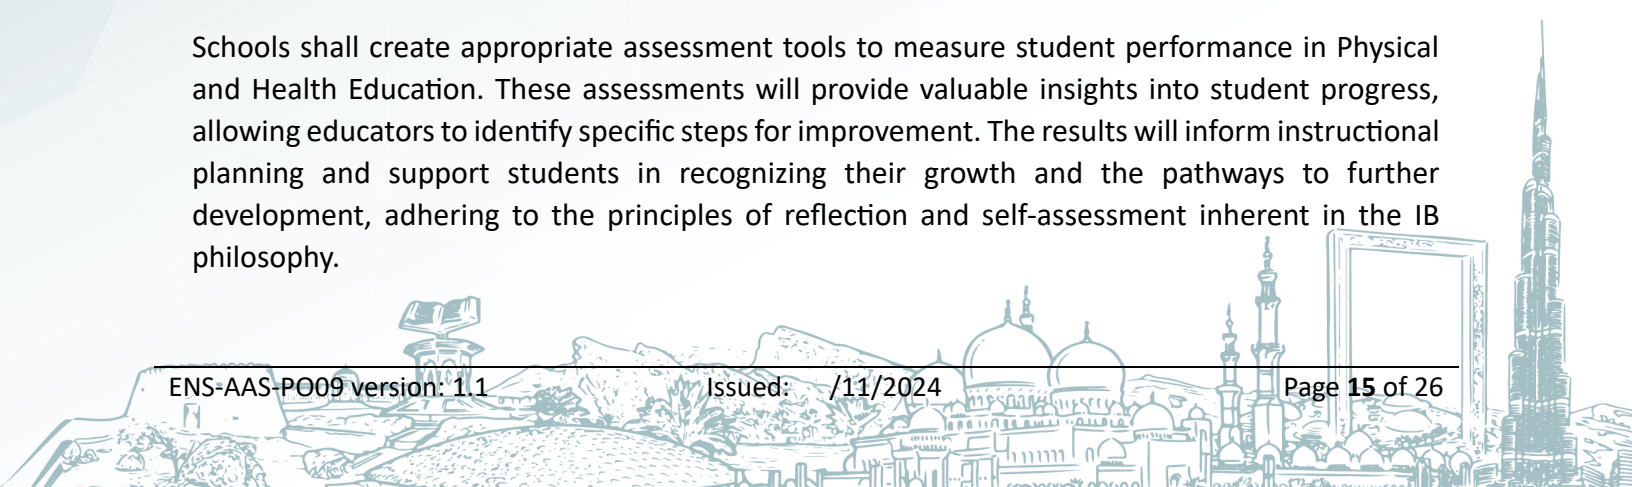 Schools shall create appropriate assessment tools to measure student performance in Physical
and Health Education. These assessments will provide valuable insights into student progress,
allowing educators to identify specific steps for improvement. The results will inform instructional
planning and support students in recognizing their growth and the pathways to further
development, adhering to the principles of reflection and self-assessment inherent in the IB
philosophy.
ENS-AAS-PO09 version: 1.1 Issued: /11/2024 Page 15 of 26